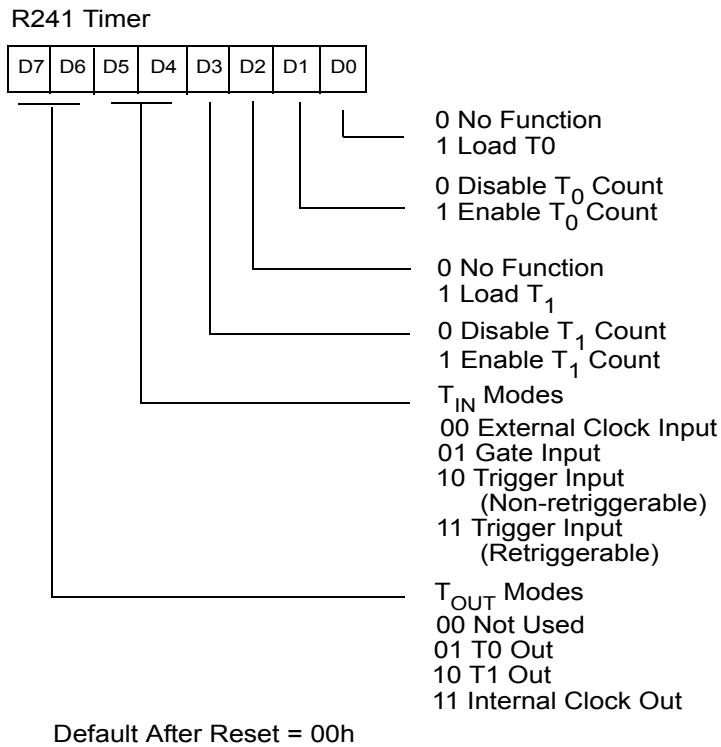 R241 Timer
D7 D6 D5 D4 D3 D2 D1 D0
0 No Function
1 Load T0
0 Disable T0 Count
1 Enable T0 Count
0 No Function
1 Load T1
0 Disable T1 Count
1 Enable T1 Count
TIN Modes
00 External Clock Input
01 Gate Input
10 Trigger Input
(Non-retriggerable)
11 Trigger Input
(Retriggerable)
TOUT Modes
00 Not Used
01 T0 Out
10 T1 Out
11 Internal Clock Out
Default After Reset = 00h